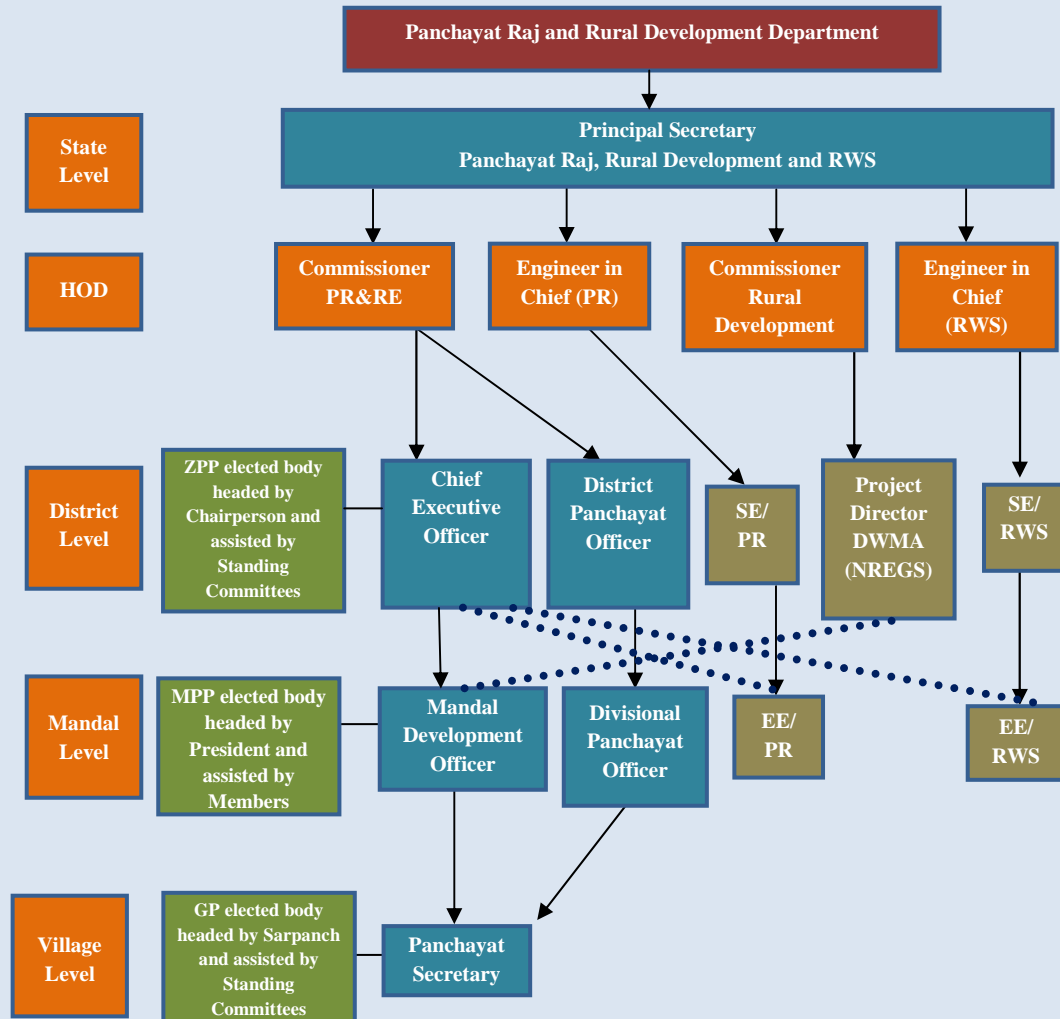 Panchayat Raj and Rural Development Department
State
Level
Principal Secretary
Panchayat Raj, Rural Development and RWS
HOD
Commissioner
PR&RE
Engineer in
Chief (PR)
Commissioner
Rural
Development
Engineer in
Chief
(RWS)
District
Level
ZPP elected body
headed by
Chairperson and
assisted by
Standing
Committees
Chief
Executive
Officer
District
Panchayat
Officer
SE/
PR
Project
Director
DWMA
(NREGS)
SE/
RWS
Mandal
Level
MPP elected body
headed by
President and
assisted by
Members
Mandal
Development
Officer
Divisional
Panchayat
Officer
EE/
PR
EE/
RWS
Village
Level
GP elected body
headed by Sarpanch
and assisted by
Standing
Committees
Panchayat
Secretary